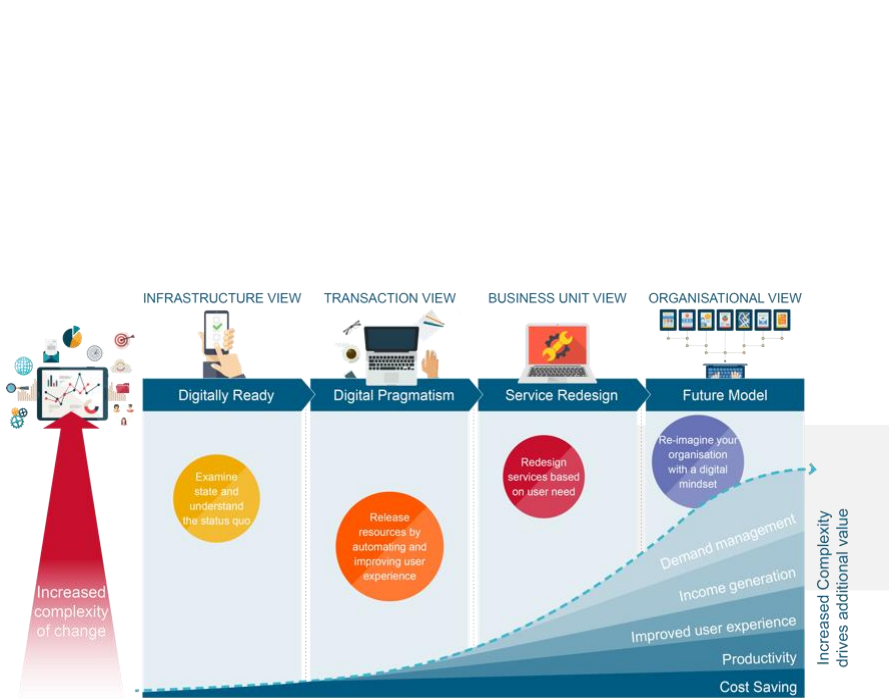 INFRASTRUCTURE VIEW
TRANSACTION VIEW
BUSINESS UNIT VIEW
ORGANISATIONAL VIEW
Digitally Ready
Digital Pragmatism
Service Redesign
Future Model
Examine
state and
understand
the status quo
Release
resources by
automating and
improving user
experience
Redesign
services based
on user need
Re-imagine your
organisation
with a digital
mindset
Increased
complexity
of change
Demand management
Income generation
Improved user experience
Productivity
Cost Saving
Increased Complexity
drives additional value